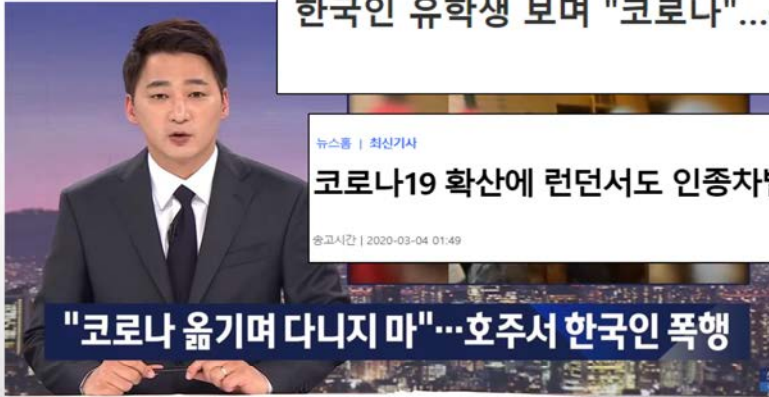 한국인 유학생 보며 "코로나"...
뉴스홈 | 최신기사
코로나19 확산에 런던서도 인종차별
송고시간 | 2020-03-04 01:49
"코로나 옮기며 다니지 마"…호주서 한국인 폭행